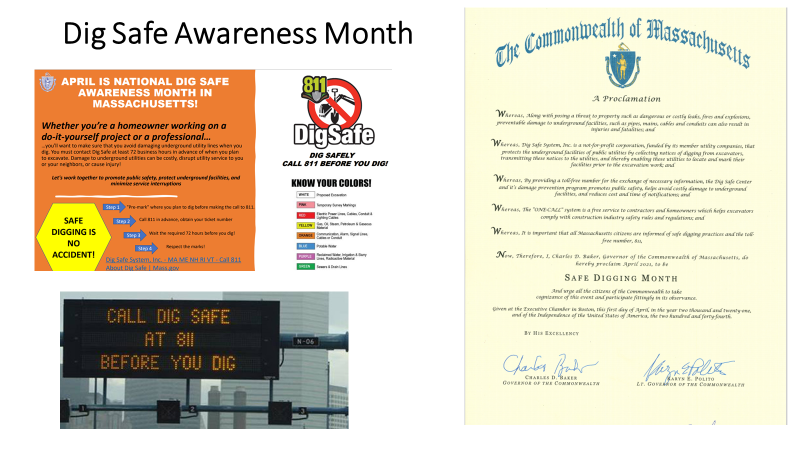 Dig Safe Awareness Month
APRIL IS NATIONAL DIG SAFE
AWARENESS MONTH IN
MASSACHUSETTS!
Whether you're a homeowner working on a
do-it-yourself project or a professional…
…you'll want to make sure that you avoid damaging underground utility lines when you
dig. You must contact Dig Safe at least 72 business hours in advance of when you plan
to excavate. Damage to underground utilities can be costly, disrupt utility service to you
or your neighbors, or cause injury!
Let's work together to promote public safety, protect underground facilities, and
minimize service interruptions
SAFE
DIGGING IS
NO
ACCIDENT!
Step 1 "Pre-mark" where you plan to dig before making the call to 811.
Step 2 Call 811 in advance, obtain your ticket number
Step 3 Wait the required 72 hours before you dig!
Step 4 Respect the marks!
Dig Safe System, Inc. - MA ME NH RI VT - Call 811
About Dig Safe | Mass.gov
811
DigSafe
DIG SAFELY
CALL 811 BEFORE YOU DIG!
KNOW YOUR COLORS!
WHITE Proposed Excavation
PINK Temporary Survey Markings
RED Electric Power Lines, Cables, Conduit &
Lighting Cables
YELLOW Gas, Oil, Steam, Petroleum & Gaseous
Material
ORANGE Communication, Alarm, Signal Lines,
Cables or Conduit
BLUE Potable Water
PURPLE Reclaimed Water, Irrigation & Slurry
Lines, Radioactive Material
GREEN Sewers & Drain Lines
CALL DIG SAFE
AT 811
BEFORE YOU DIG
N-06
1
2
3
The Commonwealth of Massachusetts
A Proclamation
Whereas, Along with posing a threat to property such as dangerous or costly leaks, fires and explosions,
preventable damage to underground facilities, such as pipes, mains, cables and conduits can also result in
injuries and fatalities; and
Whereas, Dig Safe System, Inc. is a not-for-profit corporation, funded by its member utility companies, that
protects the underground facilities of public utilities by collecting notices of digging from excavators,
transmitting those notices to the utilities, and thereby enabling these utilities to locate and mark their
facilities prior to the excavation work; and
Whereas, By providing a toll-free number for the exchange of necessary information, the Dig Safe Center
and it's damage prevention program promotes public safety, helps avoid costly damage to underground
facilities, and reduces cost and time of notifications; and
Whereas, The "ONE-CALL" system is a free service to contractors and homeowners which helps excavators
comply with construction industry safety rules and regulations; and
Whereas, It is important that all Massachusetts citizens are informed of safe digging practices and the toll
free number, 811,
Now, Therefore, I, Charles D. Baker, Governor of the Commonwealth of Massachusetts, do
hereby proclaim April 2021, to be
SAFE DIGGING MONTH
And urge all the citizens of the Commonwealth to take
cognizance of this event and participate fittingly in its observance.
Given at the Executive Chamber in Boston, this first day of April, in the year two thousand and twenty-one,
and of the Independence of the United States of America, the two hundred and forty-fourth.
BY HIS EXCELLENCY
CHARLES D. BAKER
GOVERNOR OF THE COMMONWEALTH
KARYN E. POLITO
LT. GOVERNOR OF THE COMMONWEALTH